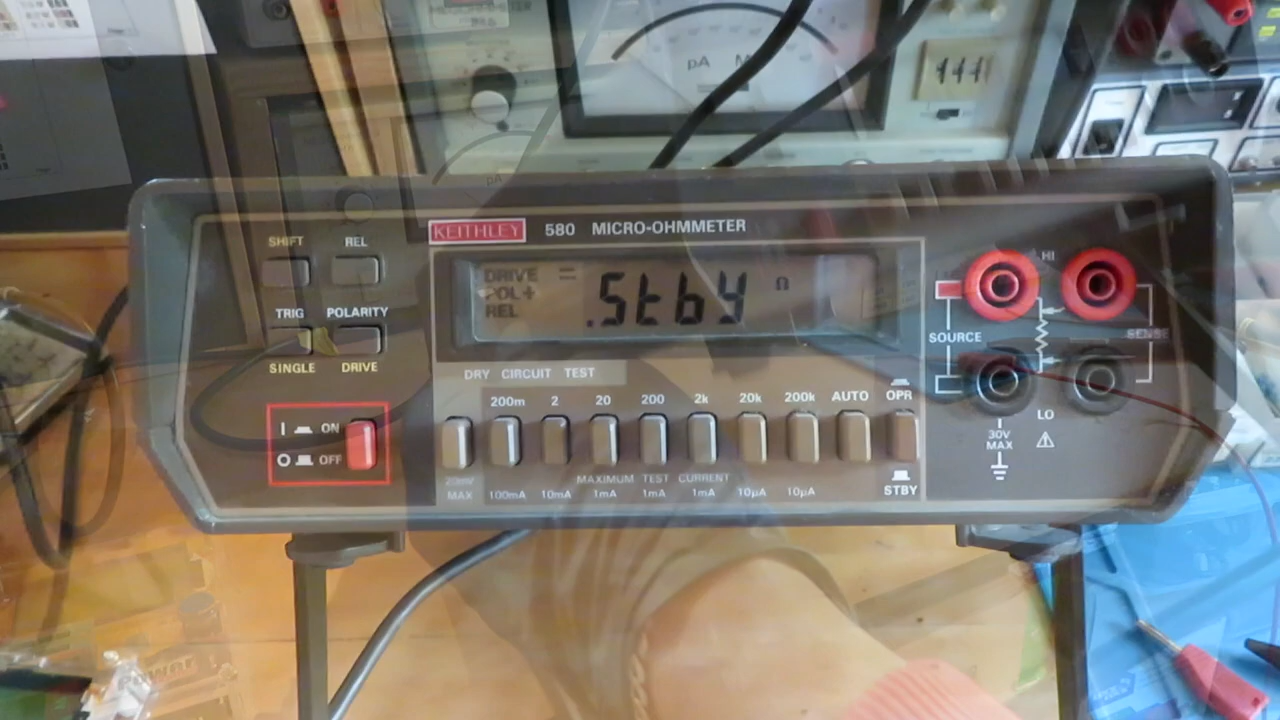 pA
KEITHLEY 580 MICRO-OHMMETER
SHIFT REL
DRIVE =
POL+
REL
.Stby Ω
HI
TRIG POLARITY
SOURCE SENSE
SINGLE DRIVE
DRY CIRCUIT TEST
200m 2 20 200 2k 20k 200k AUTO OPR
I ON
O OFF
LO
30V
MAX
20mV
MAX
MAXIMUM TEST CURRENT
100mA 10mA 1mA 1mA 1mA 10µA 10µA
STBY